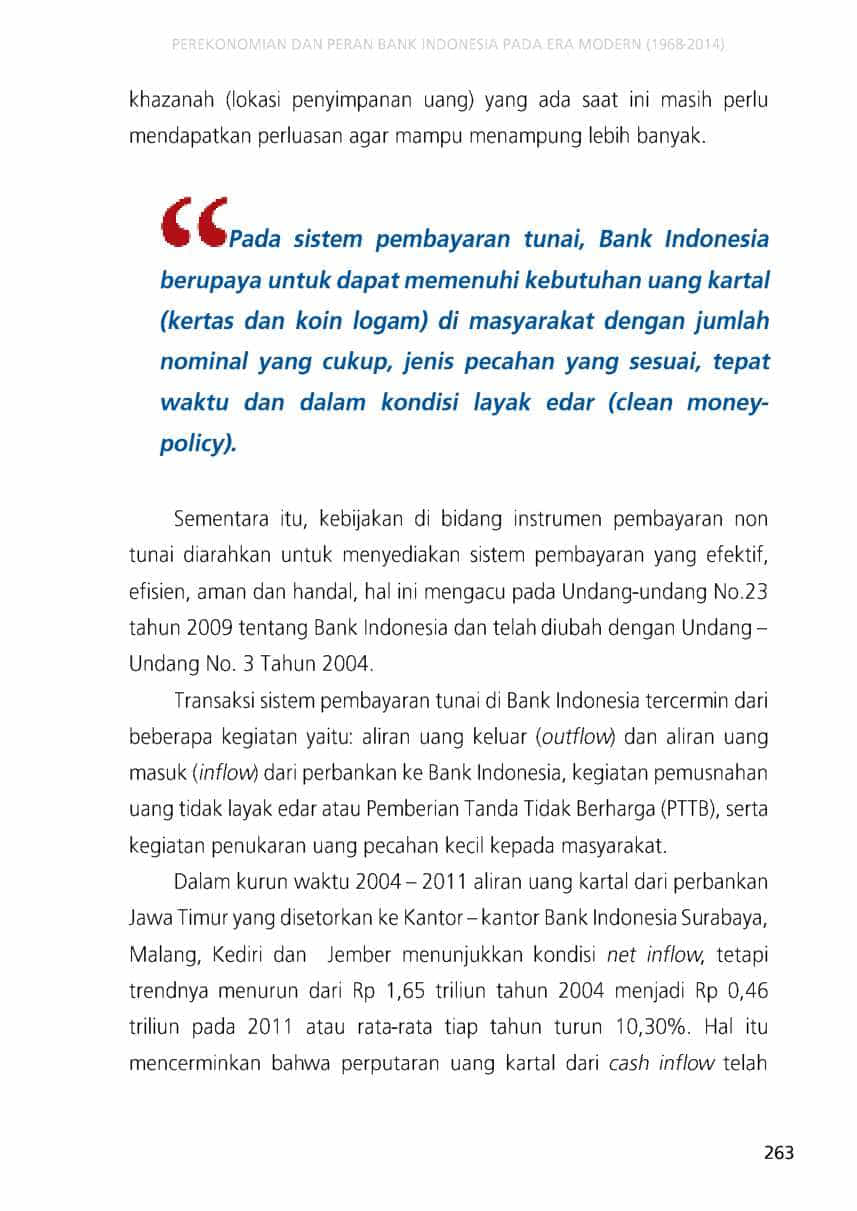 PEREKONOMIAN DAN PERAN BANK INDONESIA PADA ERA MODERN (1968-2014)
khazanah (lokasi penyimpanan uang) yang ada saat ini masih perlu
mendapatkan perluasan agar mampu menampung lebih banyak.
“Pada sistem pembayaran tunai, Bank Indonesia
berupaya untuk dapat memenuhi kebutuhan uang kartal
(kertas dan koin logam) di masyarakat dengan jumlah
nominal yang cukup, jenis pecahan yang sesuai, tepat
waktu dan dalam kondisi layak edar (clean money-
policy).
Sementara itu, kebijakan di bidang instrumen pembayaran non
tunai diarahkan untuk menyediakan sistem pembayaran yang efektif,
efisien, aman dan handal, hal ini mengacu pada Undang-undang No.23
tahun 2009 tentang Bank Indonesia dan telah diubah dengan Undang –
Undang No. 3 Tahun 2004.
Transaksi sistem pembayaran tunai di Bank Indonesia tercermin dari
beberapa kegiatan yaitu: aliran uang keluar (outflow) dan aliran uang
masuk (inflow) dari perbankan ke Bank Indonesia, kegiatan pemusnahan
uang tidak layak edar atau Pemberian Tanda Tidak Berharga (PTTB), serta
kegiatan penukaran uang pecahan kecil kepada masyarakat.
Dalam kurun waktu 2004 – 2011 aliran uang kartal dari perbankan
Jawa Timur yang disetorkan ke Kantor – kantor Bank Indonesia Surabaya,
Malang, Kediri dan Jember menunjukkan kondisi net inflow, tetapi
trendnya menurun dari Rp 1,65 triliun tahun 2004 menjadi Rp 0,46
triliun pada 2011 atau rata-rata tiap tahun turun 10,30%. Hal itu
mencerminkan bahwa perputaran uang kartal dari cash inflow telah
263